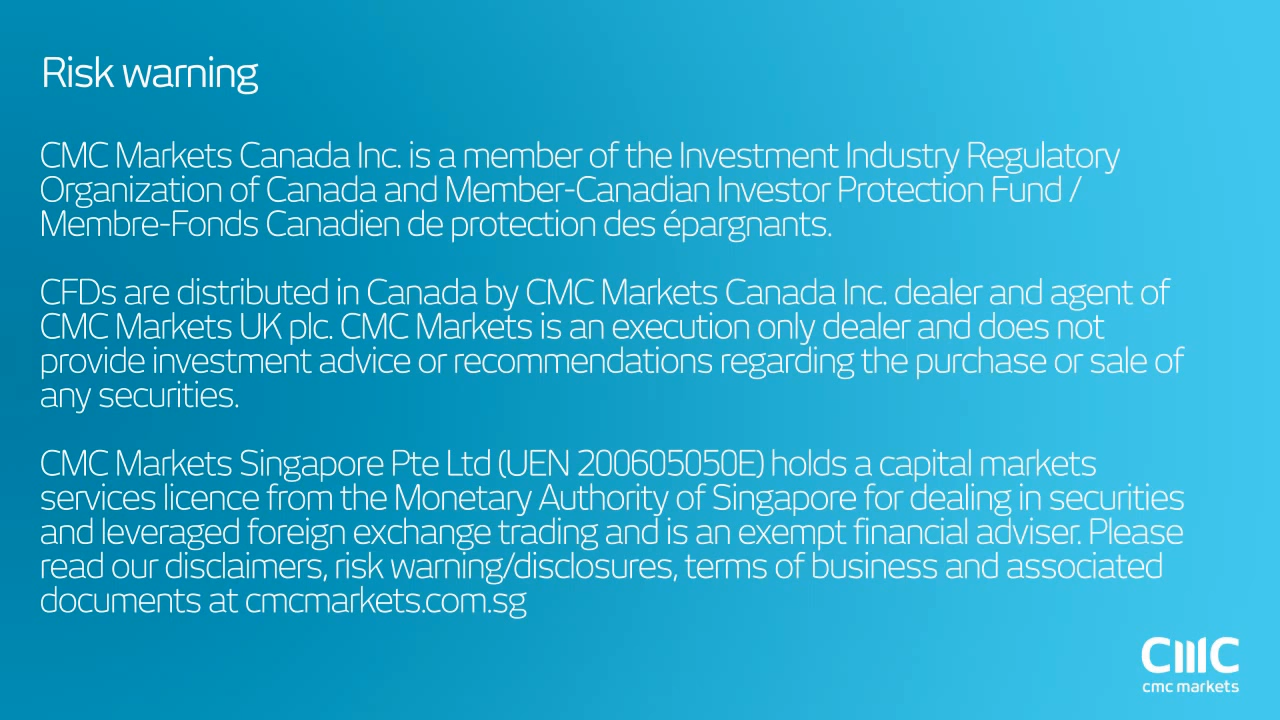 Risk warning
CMC Markets Canada Inc. is a member of the Investment Industry Regulatory
Organization of Canada and Member-Canadian Investor Protection Fund /
Membre-Fonds Canadien de protection des épargnants.
CFDs are distributed in Canada by CMC Markets Canada Inc. dealer and agent of
CMC Markets UK plc. CMC Markets is an execution only dealer and does not
provide investment advice or recommendations regarding the purchase or sale of
any securities.
CMC Markets Singapore Pte Ltd (UEN 200605050E) holds a capital markets
services licence from the Monetary Authority of Singapore for dealing in securities
and leveraged foreign exchange trading and is an exempt financial adviser. Please
read our disclaimers, risk warning/disclosures, terms of business and associated
documents at cmcmarkets.com.sg
CMC
cmc markets